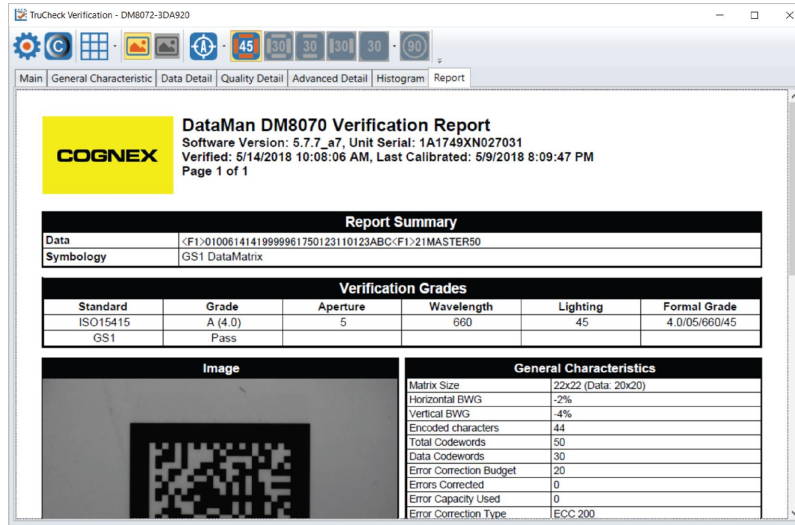 TruCheck Verification - DM8072-3DA920
C A 45 30 30 30 30 90
Main General Characteristic Data Detail Quality Detail Advanced Detail Histogram Report
COGNEX
DataMan DM8070 Verification Report
Software Version: 5.7.7_a7, Unit Serial: 1A1749XN027031
Verified: 5/14/2018 10:08:06 AM, Last Calibrated: 5/9/2018 8:09:47 PM
Page 1 of 1
Report Summary
Data <F1>01006141419999961750123110123ABC<F1>21MASTER50
Symbology GS1 DataMatrix
Verification Grades
Standard Grade Aperture Wavelength Lighting Formal Grade
ISO15415 A (4.0) 5 660 45 4.0/05/660/45
GS1 Pass
Image
General Characteristics
Matrix Size 22x22 (Data: 20x20)
Horizontal BWG -2%
Vertical BWG -4%
Encoded characters 44
Total Codewords 50
Data Codewords 30
Error Correction Budget 20
Errors Corrected 0
Error Capacity Used 0
Error Correction Type ECC 200